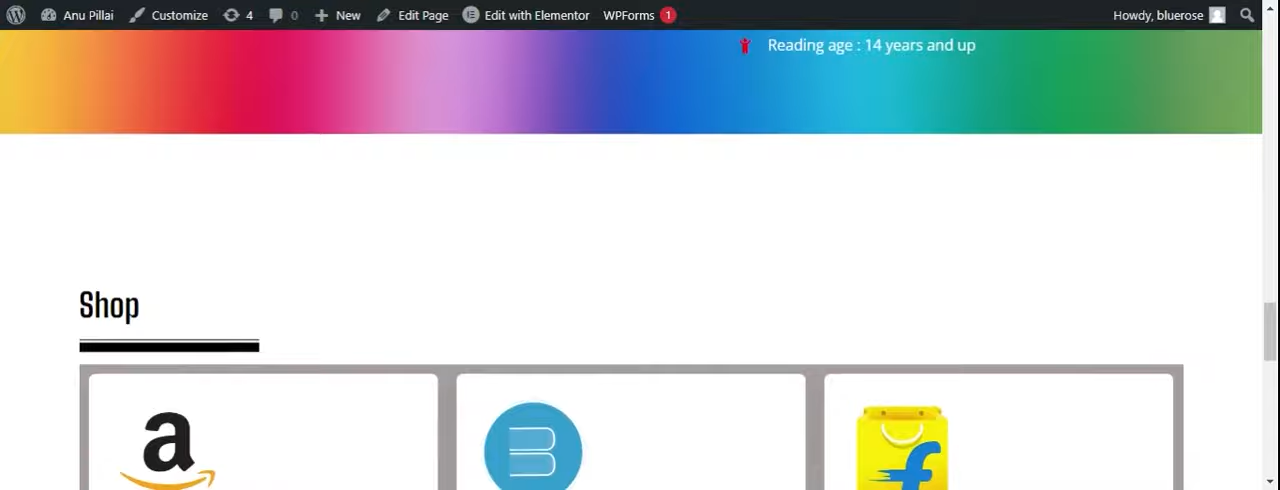 Anu Pillai Customize 4 0 New Edit Page Edit with Elementor WPForms 1 Howdy, bluerose
Reading age : 14 years and up
Shop
a B f